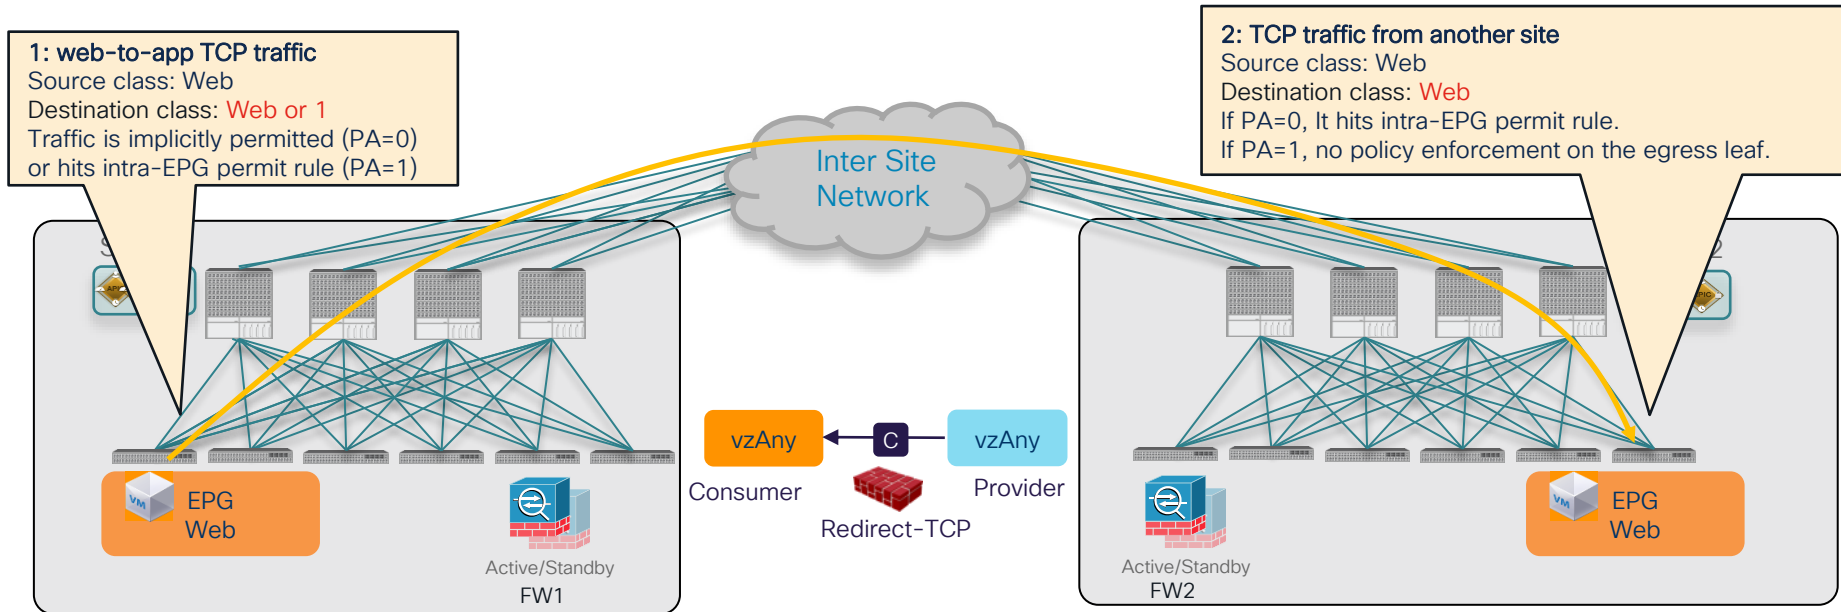 1: web-to-app TCP traffic
Source class: Web
Destination class: Web or 1
Traffic is implicitly permitted (PA=0)
or hits intra-EPG permit rule (PA=1)
2: TCP traffic from another site
Source class: Web
Destination class: Web
If PA=0, It hits intra-EPG permit rule.
If PA=1, no policy enforcement on the egress leaf.
Inter Site
Network
S
2
vzAny
C
vzAny
Consumer
Provider
Redirect-TCP
VM
EPG
Web
Active/Standby
FW1
Active/Standby
FW2
VM
EPG
Web